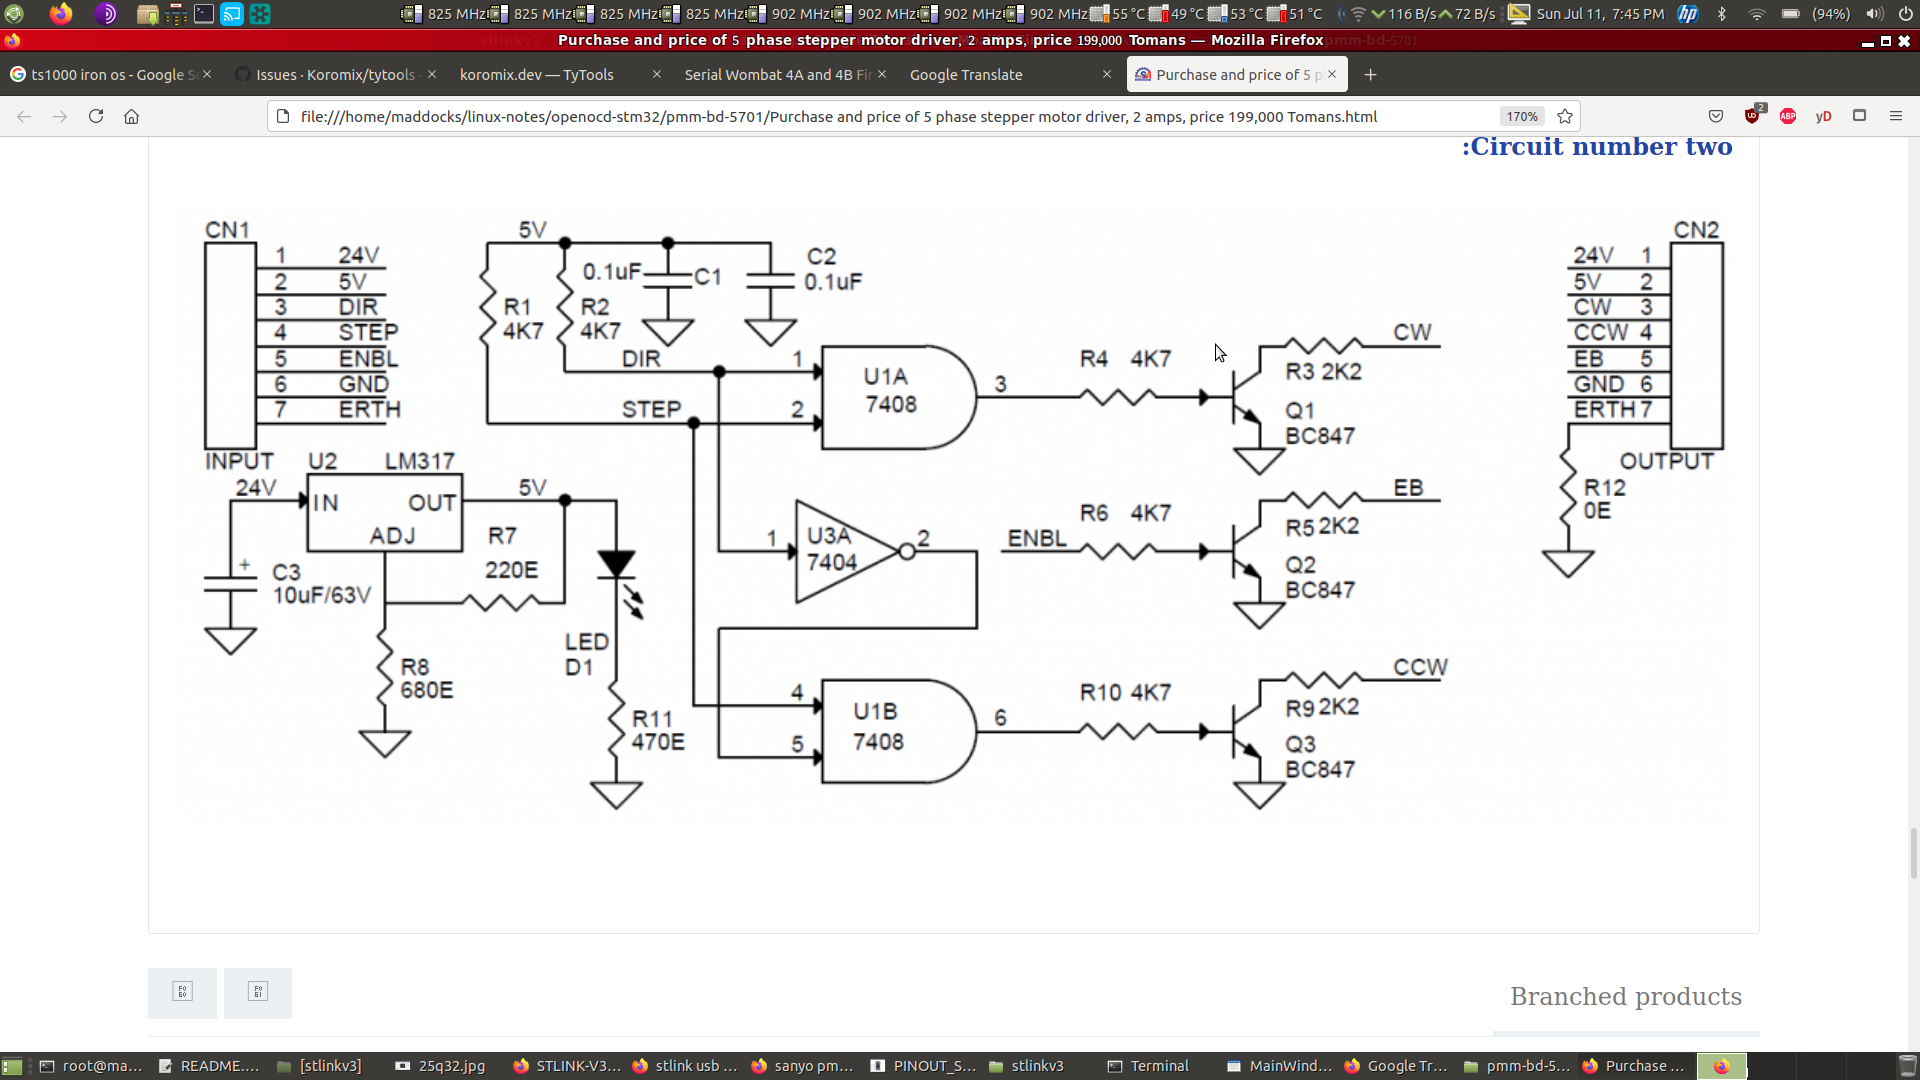 825 MHz 825 MHz 825 MHz 825 MHz 902 MHz 902 MHz 902 MHz 902 MHz 55 °C 49 °C 53 °C 51 °C 116 B/s 72 B/s Sun Jul 11, 7:45 PM (94%)
Purchase and price of 5 phase stepper motor driver, 2 amps, price 199,000 Tomans — Mozilla Firefox
ts1000 iron os - Google S
Issues · Koromix/tytools
koromix.dev — TyTools
Serial Wombat 4A and 4B Fir
Google Translate
Purchase and price of 5 p
file:///home/maddocks/linux-notes/openocd-stm32/pmm-bd-5701/Purchase and price of 5 phase stepper motor driver, 2 amps, price 199,000 Tomans.html
170%
2
ABP
yD
:Circuit number two
CN1
1 24V
2 5V
3 DIR
4 STEP
5 ENBL
6 GND
7 ERTH
INPUT
5V
R1
4K7
R2
4K7
0.1uF
C1
C2
0.1uF
DIR
STEP
1
2
U1A
7408
3
R4 4K7
R3 2K2
CW
Q1
BC847
CN2
24V 1
5V 2
CW 3
CCW 4
EB 5
GND 6
ERTH 7
OUTPUT
R12
0E
U2 LM317
24V
IN
OUT
ADJ
5V
R7
220E
+
C3
10uF/63V
R8
680E
LED
D1
R11
470E
1
U3A
7404
2
ENBL
R6 4K7
R5 2K2
EB
Q2
BC847
4
5
U1B
7408
6
R10 4K7
R9 2K2
CCW
Q3
BC847
Branched products
root@ma...
README....
[stlinkv3]
25q32.jpg
STLINK-V3...
stlink usb ...
sanyo pm...
PINOUT_S...
stlinkv3
Terminal
MainWind...
Google Tr...
pmm-bd-5...
Purchase ...